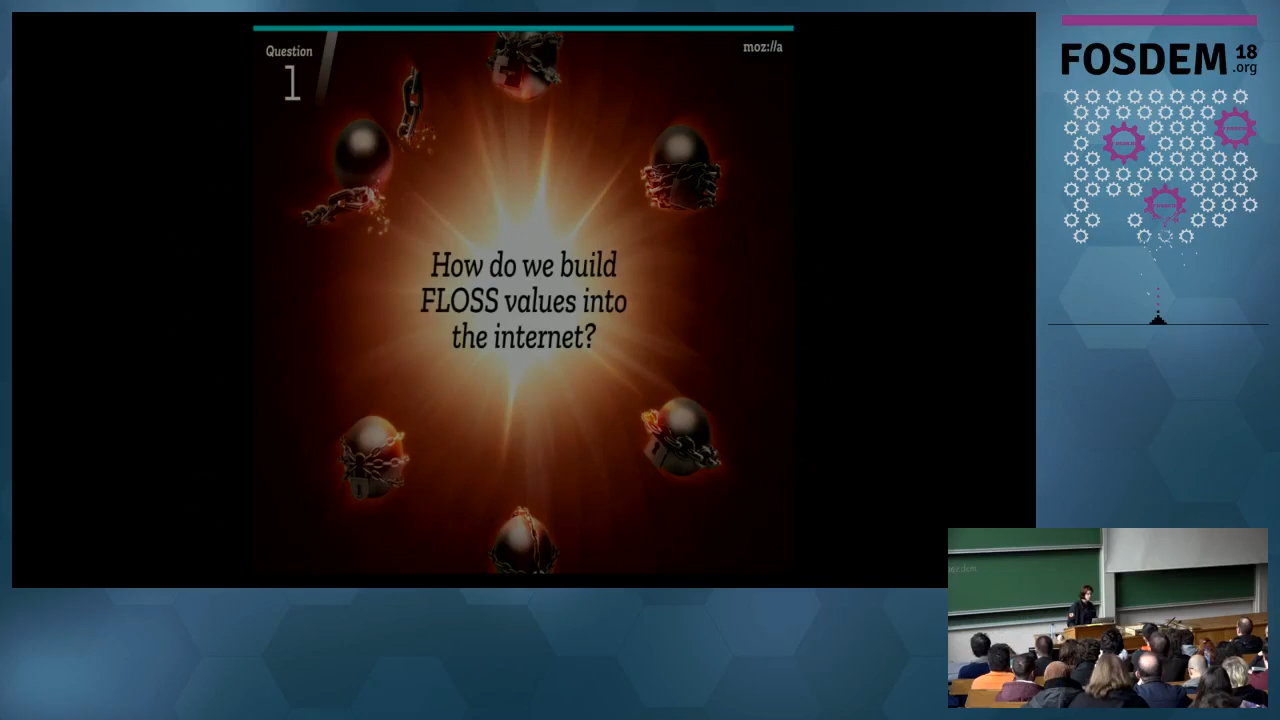 Question
1
moz://a
How do we build
FLOSS values into
the internet?
FOSDEM 18
.org